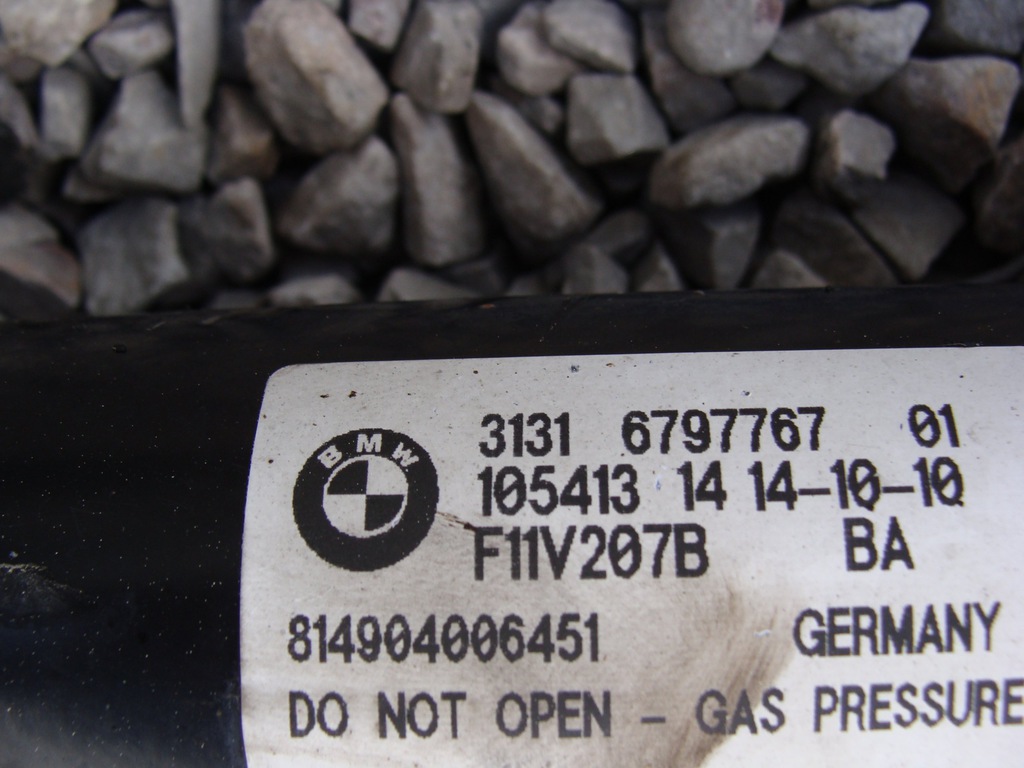 BMW
3131 6797767 01
105413 14 14-10-10
F11V207B BA
814904006451 GERMANY
DO NOT OPEN - GAS PRESSURE